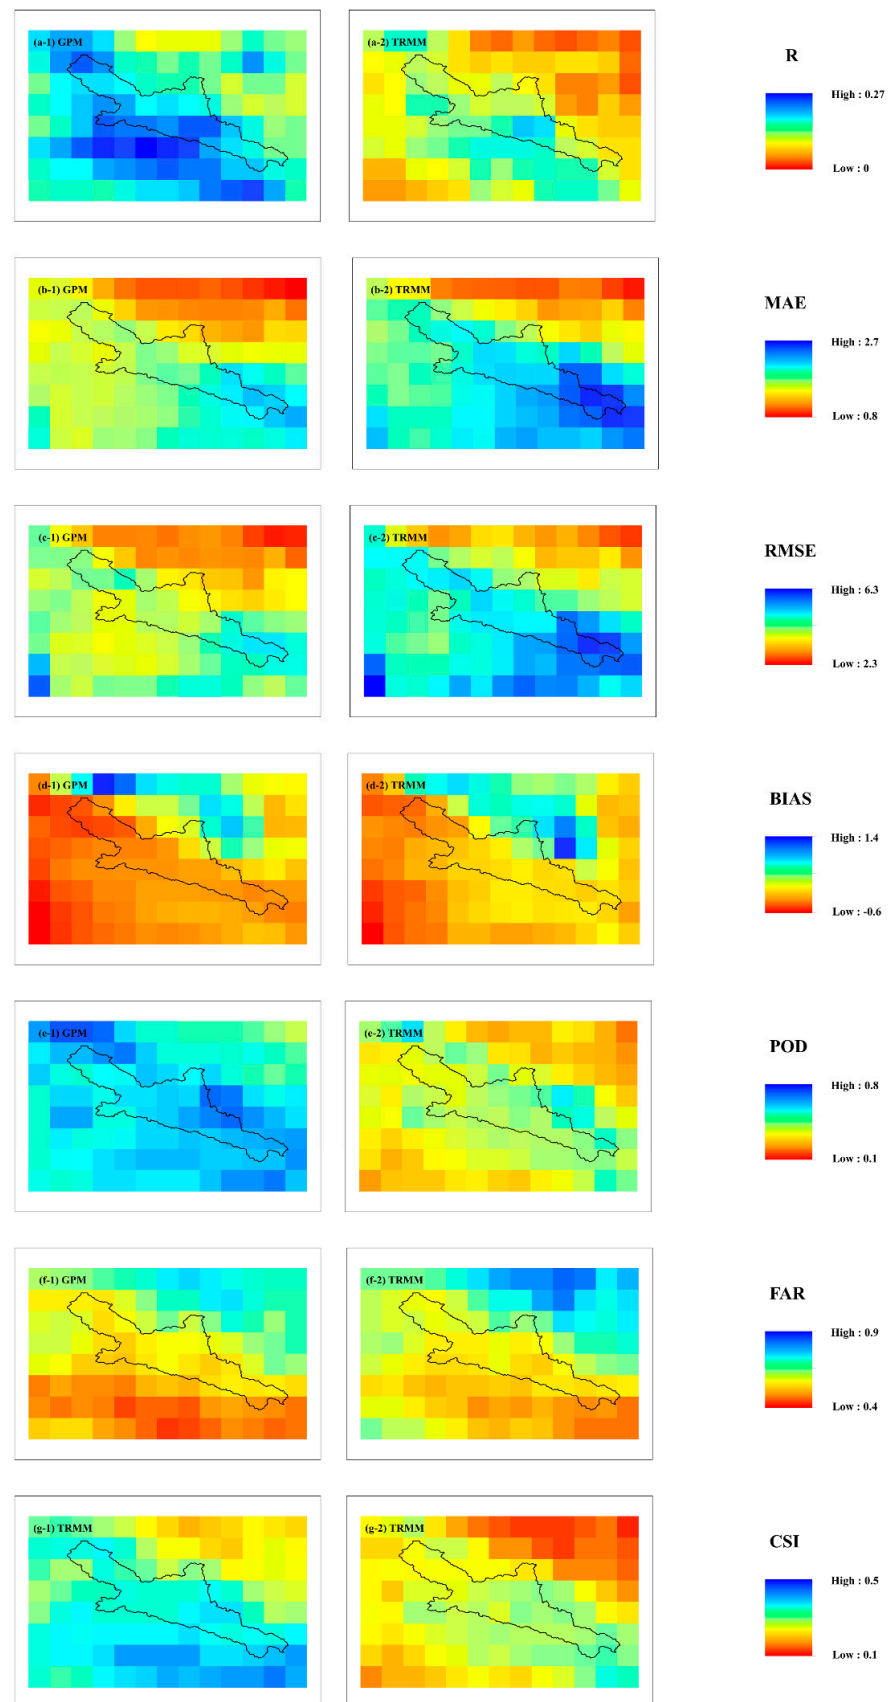 (a-1) GPM
(a-2) TRMM
R
High : 0.27
Low : 0
(b-1) GPM
(b-2) TRMM
MAE
High : 2.7
Low : 0.8
(c-1) GPM
(c-2) TRMM
RMSE
High : 6.3
Low : 2.3
(d-1) GPM
(d-2) TRMM
BIAS
High : 1.4
Low : -0.6
(e-1) GPM
(e-2) TRMM
POD
High : 0.8
Low : 0.1
(f-1) GPM
(f-2) TRMM
FAR
High : 0.9
Low : 0.4
(g-1) TRMM
(g-2) TRMM
CSI
High : 0.5
Low : 0.1